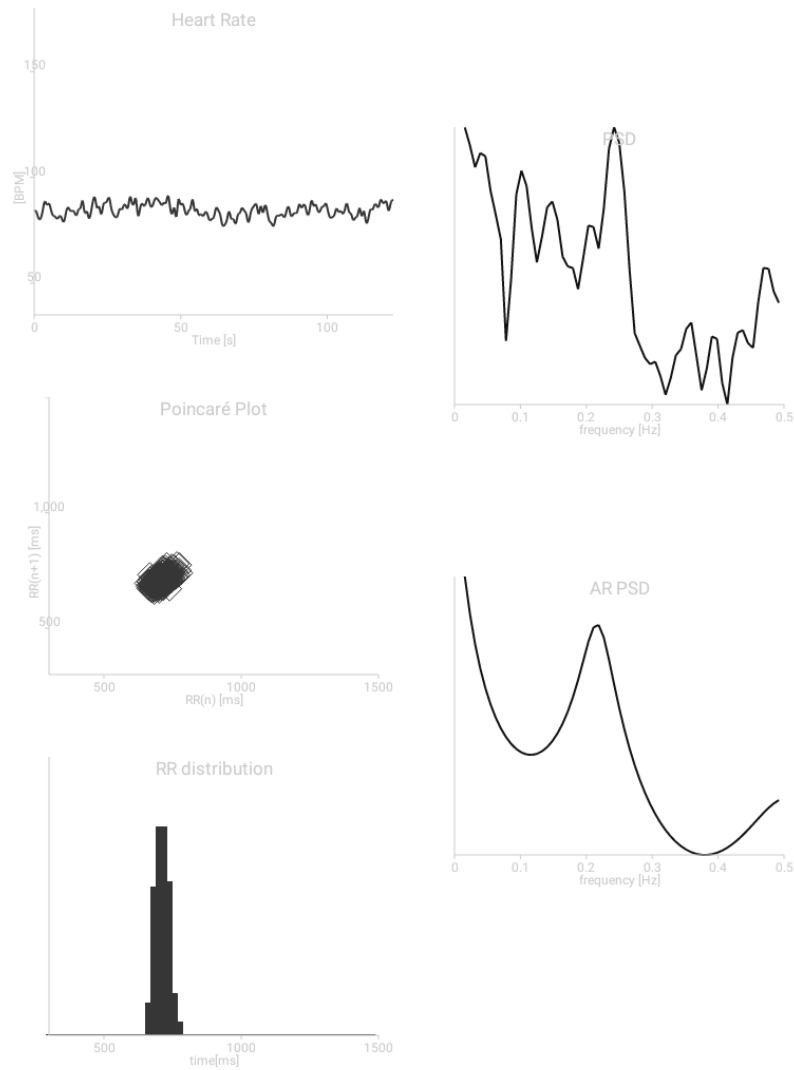 Heart Rate
150
100
[BPM]
50
0
50
100
Time [s]
PSD
0
0.1
0.2
0.3
0.4
0.5
frequency [Hz]
Poincaré Plot
1,000
RR(n+1) [ms]
500
500
1000
1500
RR(n) [ms]
AR PSD
0
0.1
0.2
0.3
0.4
0.5
frequency [Hz]
RR distribution
500
1000
1500
time[ms]